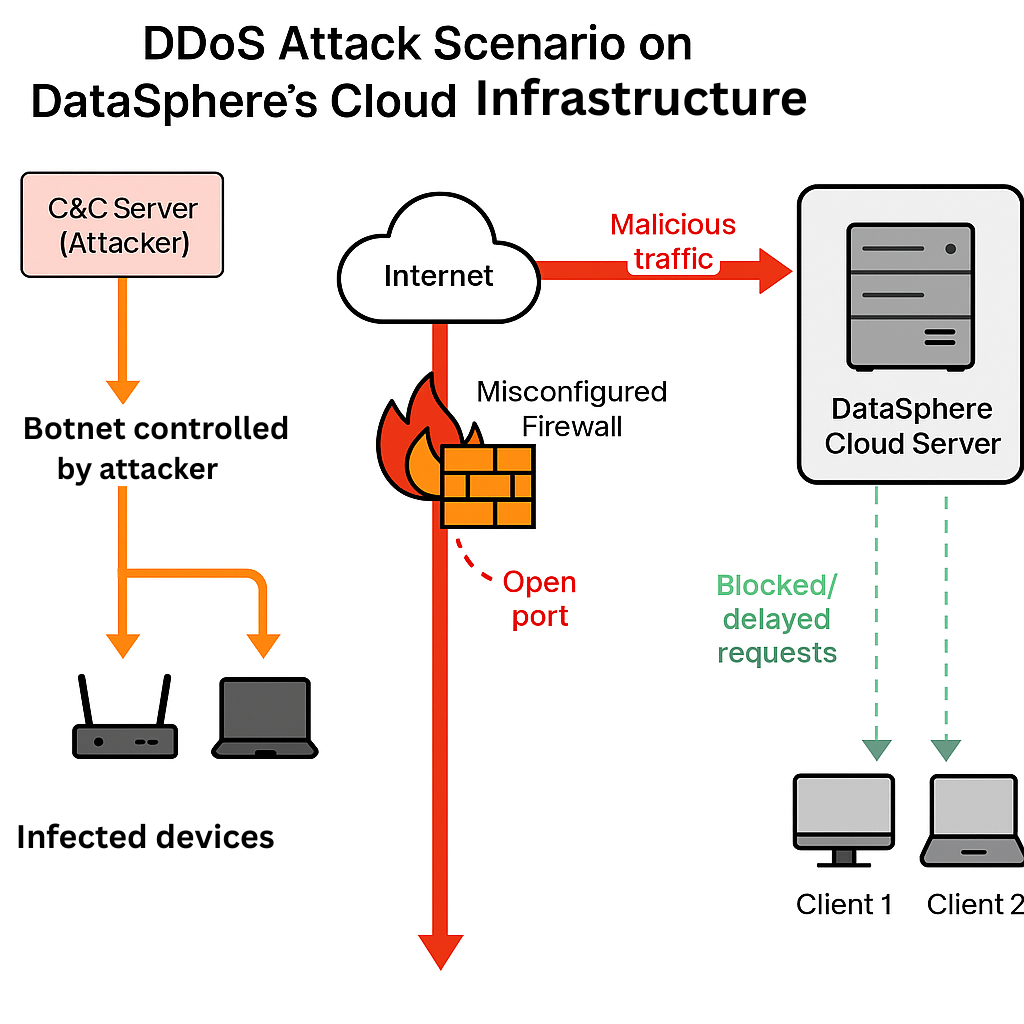 DDoS Attack Scenario on
DataSphere's Cloud Infrastructure
C&C Server
(Attacker)
Botnet controlled
by attacker
Infected devices
Internet
Malicious
traffic
Misconfigured
Firewall
Open
port
DataSphere
Cloud Server
Blocked/
delayed
requests
Client 1
Client 2